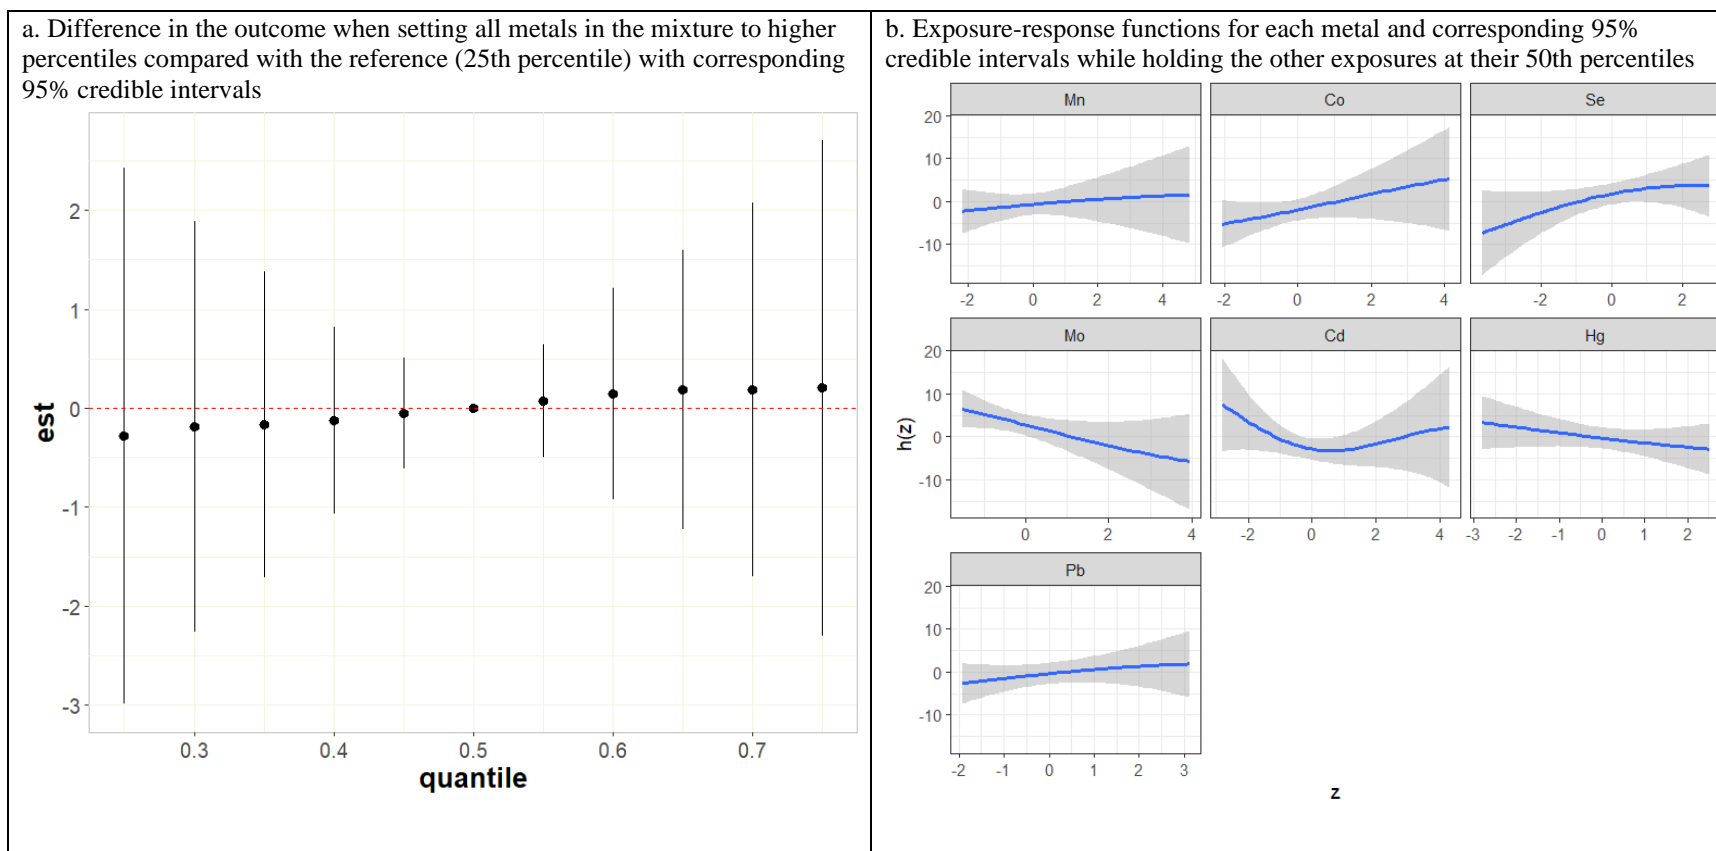 a. Difference in the outcome when setting all metals in the mixture to higher
percentiles compared with the reference (25th percentile) with corresponding
95% credible intervals
2
1
0
-1
-2
-3
est
0.3 0.4 0.5 0.6 0.7
quantile
b. Exposure-response functions for each metal and corresponding 95%
credible intervals while holding the other exposures at their 50th percentiles
Mn Co Se
20
10
0
-10
-2 0 2 4 -2 0 2 4 -2 0 2
Mo Cd Hg
20
10
0
-10
h(z)
0 2 4 -2 0 2 4 -3 -2 -1 0 1 2
Pb
20
10
0
-10
-2 -1 0 1 2 3
z